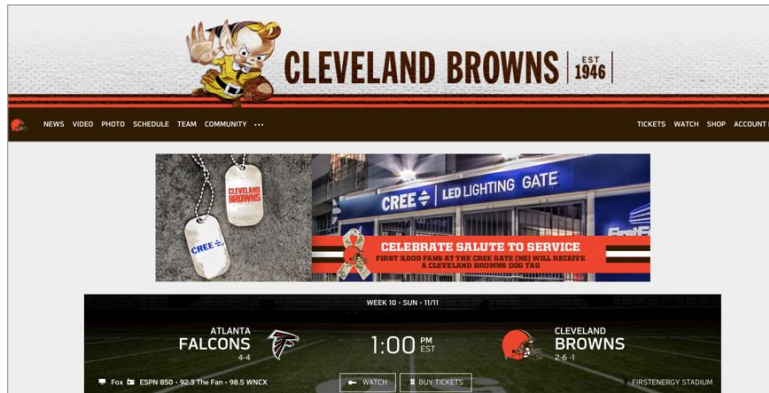 CLEVELAND BROWNS | EST 1946 |
NEWS VIDEO PHOTO SCHEDULE TEAM COMMUNITY ••• TICKETS WATCH SHOP ACCOUNT
CLEVELAND
BROWNS
CREE
CREE LED LIGHTING GATE
CELEBRATE SALUTE TO SERVICE
FIRST 3,000 FANS AT THE CREE GATE (NE) WILL RECEIVE
A CLEVELAND BROWNS DOG TAG
WEEK 10 • SUN • 11/11
ATLANTA
FALCONS
4-4
1:00 PM EST
CLEVELAND
BROWNS
2-6-1
Fox ESPN 850 • 92.3 The Fan • 98.5 WNCX
WATCH
BUY TICKETS
FIRSTENERGY STADIUM